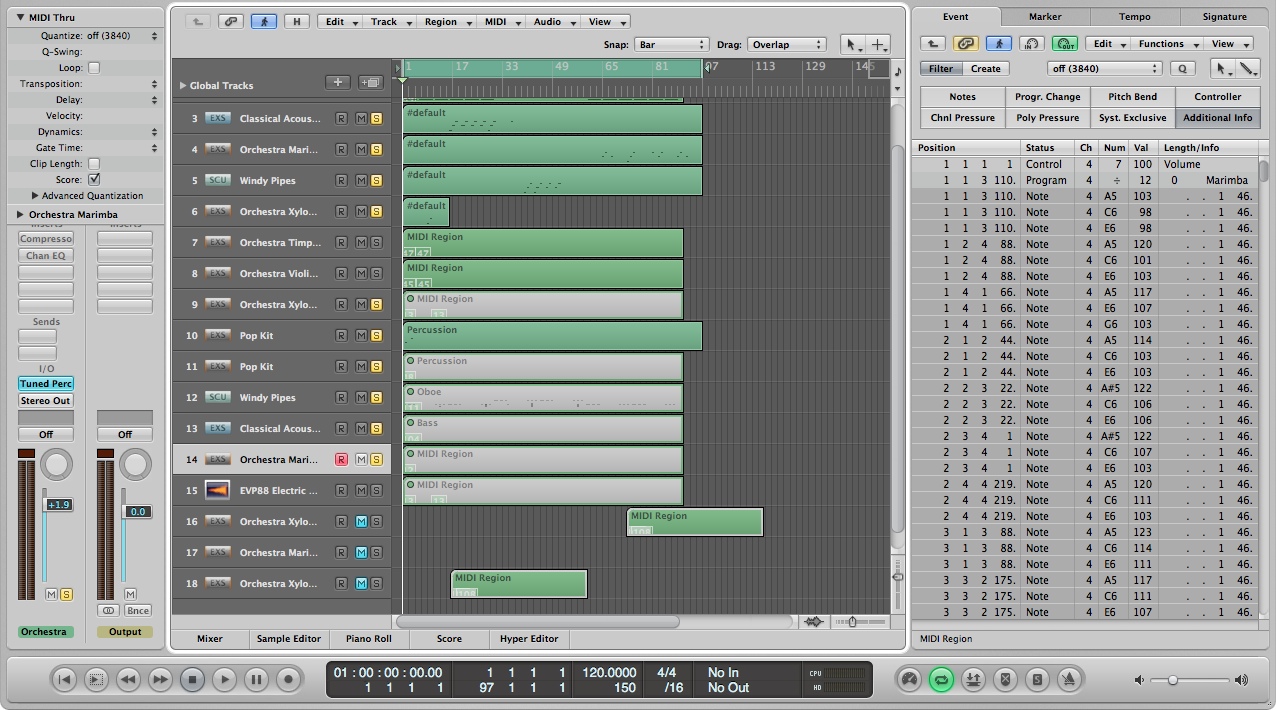 MIDI Thru
Quantize: off (3840)
Q-Swing:
Loop:
Transposition:
Delay:
Velocity:
Dynamics:
Gate Time:
Clip Length:
Score:
Advanced Quantization
Orchestra Marimba
Inserts Inserts
Compresso
Chan EQ
Sends
I/O
Tuned Perc
Stereo Out
Off Off
+1.9 0.0
M S M
Bnce
Orchestra Output
H Edit Track Region MIDI Audio View
Snap: Bar Drag: Overlap
Global Tracks
1 17 33 49 65 81 97 113 129 145
3 EXS Classical Acous... R M S #default
4 EXS Orchestra Mari... R M S #default
5 SCU Windy Pipes R M S #default
6 EXS Orchestra Xylo... R M S #default
7 EXS Orchestra Timp... R M S MIDI Region
8 EXS Orchestra Violi... R M S MIDI Region
9 EXS Orchestra Xylo... R M S MIDI Region
10 EXS Pop Kit R M S Percussion
11 EXS Pop Kit R M S Percussion
12 SCU Windy Pipes R M S Oboe
13 EXS Classical Acous... R M S Bass
14 EXS Orchestra Mari... R M S MIDI Region
15 EVP88 Electric ... R M S MIDI Region
16 EXS Orchestra Xylo... R M S MIDI Region
17 EXS Orchestra Mari... R M S
18 EXS Orchestra Xylo... R M S MIDI Region
Mixer Sample Editor Piano Roll Score Hyper Editor
Event Marker Tempo Signature
IN OUT Edit Functions View
Filter Create off (3840) Q
Notes Progr. Change Pitch Bend Controller
Chnl Pressure Poly Pressure Syst. Exclusive Additional Info
Position Status Ch Num Val Length/Info
1 1 1 1 Control 4 7 100 Volume
1 1 3 110. Program 4 ÷ 12 0 Marimba
1 1 3 110. Note 4 A5 103 . . 1 46.
1 1 3 110. Note 4 C6 98 . . 1 46.
1 1 3 110. Note 4 E6 98 . . 1 46.
1 2 4 88. Note 4 A5 120 . . 1 46.
1 2 4 88. Note 4 C6 101 . . 1 46.
1 2 4 88. Note 4 E6 103 . . 1 46.
1 4 1 66. Note 4 A5 117 . . 1 46.
1 4 1 66. Note 4 E6 107 . . 1 46.
1 4 1 66. Note 4 G6 103 . . 1 46.
2 1 2 44. Note 4 A5 114 . . 1 46.
2 1 2 44. Note 4 C6 103 . . 1 46.
2 1 2 44. Note 4 E6 103 . . 1 46.
2 2 3 22. Note 4 A#5 122 . . 1 46.
2 2 3 22. Note 4 C6 106 . . 1 46.
2 2 3 22. Note 4 E6 106 . . 1 46.
2 3 4 1 Note 4 A#5 122 . . 1 46.
2 3 4 1 Note 4 C6 107 . . 1 46.
2 3 4 1 Note 4 E6 103 . . 1 46.
2 4 4 219. Note 4 A5 120 . . 1 46.
2 4 4 219. Note 4 C6 111 . . 1 46.
2 4 4 219. Note 4 E6 103 . . 1 46.
3 1 3 88. Note 4 A5 123 . . 1 46.
3 1 3 88. Note 4 C6 114 . . 1 46.
3 1 3 88. Note 4 E6 111 . . 1 46.
3 3 2 175. Note 4 A5 117 . . 1 46.
3 3 2 175. Note 4 C6 111 . . 1 46.
3 3 2 175. Note 4 E6 107 . . 1 46.
MIDI Region
01 : 00 : 00 : 00.00 1 1 1 1 120.0000 4/4 No In CPU
1 1 1 1 97 1 1 1 150 /16 No Out HD